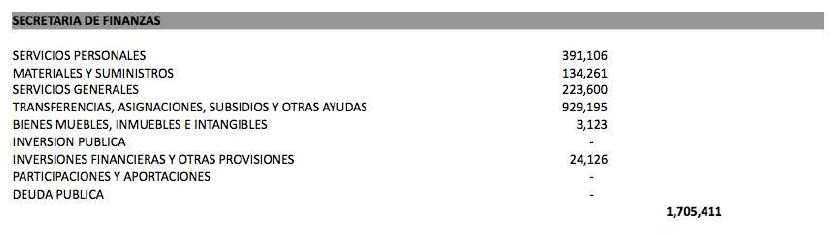 SECRETARIA DE FINANZAS
SERVICIOS PERSONALES 391,106
MATERIALES Y SUMINISTROS 134,261
SERVICIOS GENERALES 223,600
TRANSFERENCIAS, ASIGNACIONES, SUBSIDIOS Y OTRAS AYUDAS 929,195
BIENES MUEBLES, INMUEBLES E INTANGIBLES 3,123
INVERSION PUBLICA -
INVERSIONES FINANCIERAS Y OTRAS PROVISIONES 24,126
PARTICIPACIONES Y APORTACIONES -
DEUDA PUBLICA -
1,705,411